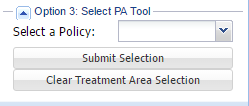 Option 3: Select PA Tool
Select a Policy:
Submit Selection
Clear Treatment Area Selection